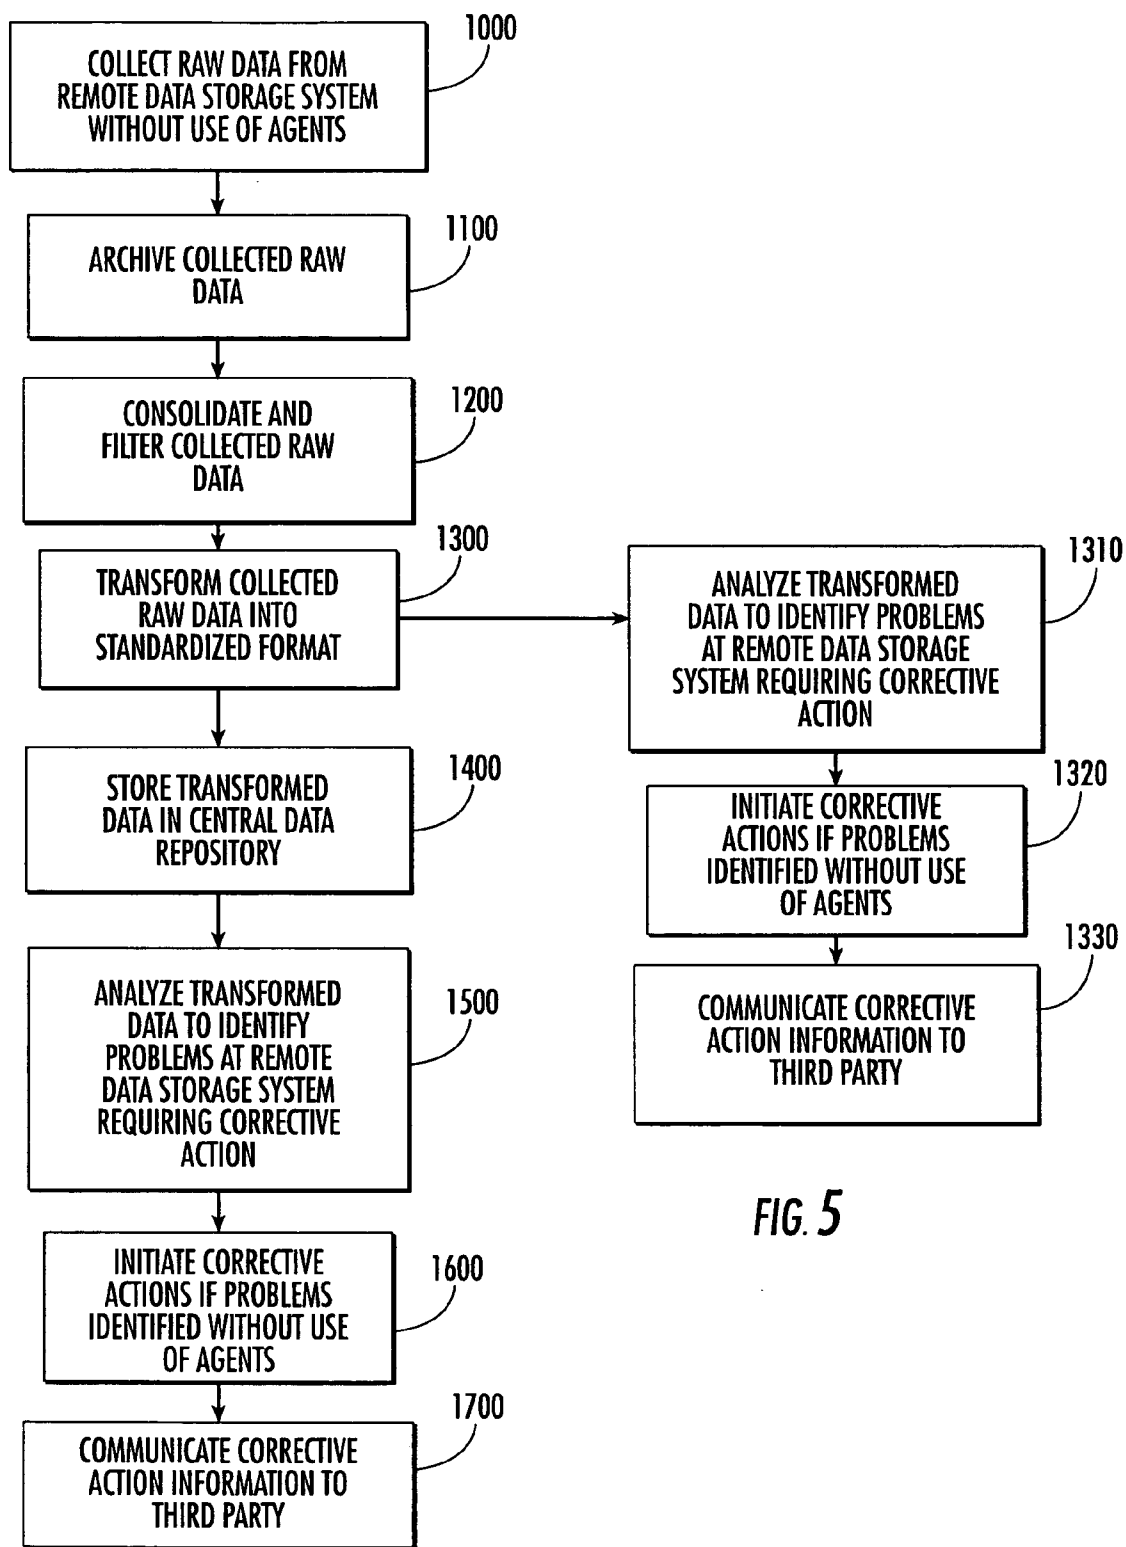 1000
COLLECT RAW DATA FROM
REMOTE DATA STORAGE SYSTEM
WITHOUT USE OF AGENTS
1100
ARCHIVE COLLECTED RAW
DATA
1200
CONSOLIDATE AND
FILTER COLLECTED RAW
DATA
1300
TRANSFORM COLLECTED
RAW DATA INTO
STANDARDIZED FORMAT
1400
STORE TRANSFORMED
DATA IN CENTRAL DATA
REPOSITORY
1500
ANALYZE TRANSFORMED
DATA TO IDENTIFY
PROBLEMS AT REMOTE
DATA STORAGE SYSTEM
REQUIRING CORRECTIVE
ACTION
1600
INITIATE CORRECTIVE
ACTIONS IF PROBLEMS
IDENTIFIED WITHOUT USE
OF AGENTS
1700
COMMUNICATE CORRECTIVE
ACTION INFORMATION TO
THIRD PARTY
1310
ANALYZE TRANSFORMED
DATA TO IDENTIFY PROBLEMS
AT REMOTE DATA STORAGE
SYSTEM REQUIRING CORRECTIVE
ACTION
1320
INITIATE CORRECTIVE
ACTIONS IF PROBLEMS
IDENTIFIED WITHOUT USE
OF AGENTS
1330
COMMUNICATE CORRECTIVE
ACTION INFORMATION TO
THIRD PARTY
FIG. 5